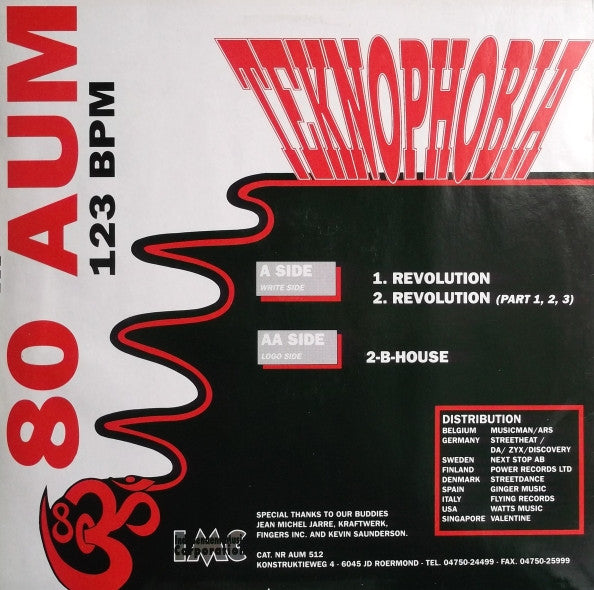 80 AUM
123 BPM
TEKNOPHOBIA
A SIDE
WRITE SIDE
1. REVOLUTION
2. REVOLUTION (PART 1, 2, 3)
AA SIDE
LOGO SIDE
2-B-HOUSE
DISTRIBUTION
BELGIUM MUSICMAN/ARS
GERMANY STREETHEAT /
DA/ ZYX/DISCOVERY
SWEDEN NEXT STOP AB
FINLAND POWER RECORDS LTD
DENMARK STREETDANCE
SPAIN GINGER MUSIC
ITALY FLYING RECORDS
USA WATTS MUSIC
SINGAPORE VALENTINE
80
SPECIAL THANKS TO OUR BUDDIES
JEAN MICHEL JARRE, KRAFTWERK,
FINGERS INC. AND KEVIN SAUNDERSON.
CAT. NR AUM 512
KONSTRUKTIEWEG 4 - 6045 JD ROERMOND - TEL. 04750-24499 - FAX. 04750-25999